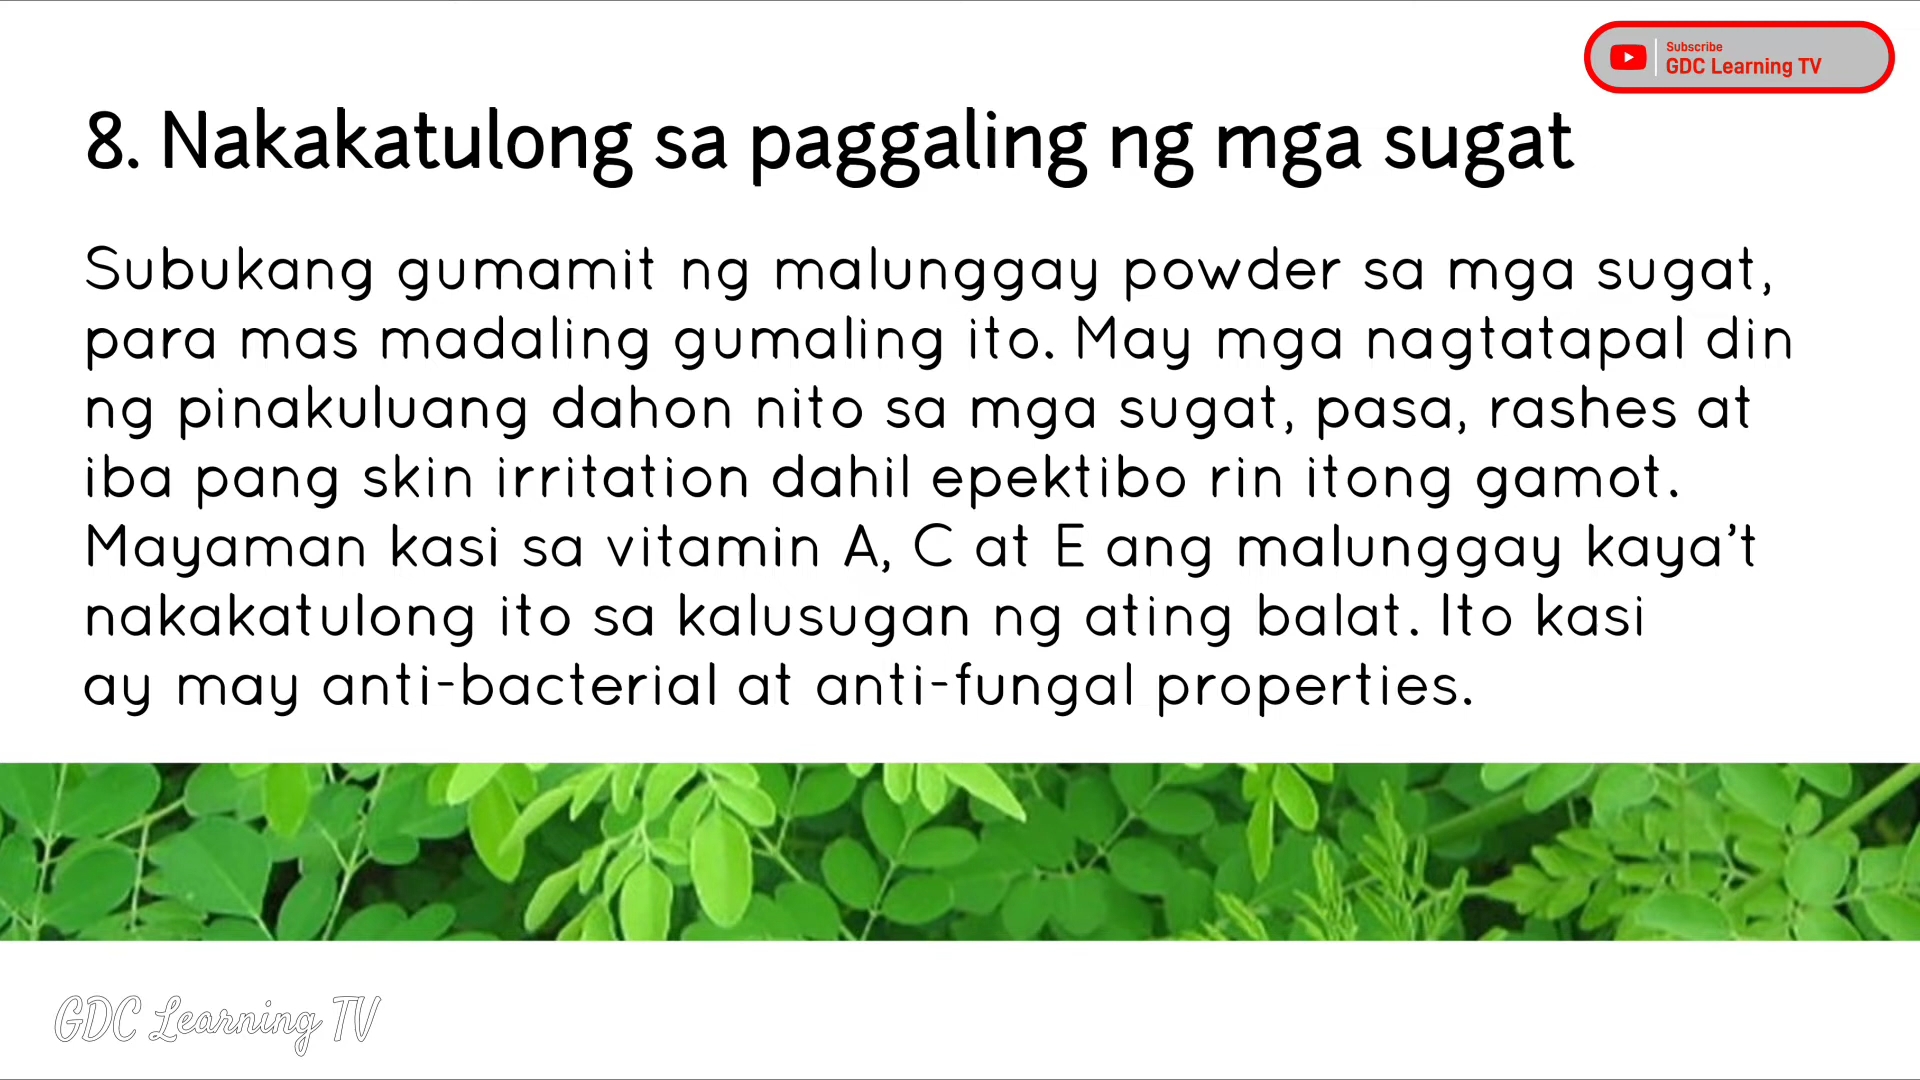 Subscribe
GDC Learning TV
8. Nakakatulong sa paggaling ng mga sugat
Subukang gumamit ng malunggay powder sa mga sugat,
para mas madaling gumaling ito. May mga nagtatapal din
ng pinakuluang dahon nito sa mga sugat, pasa, rashes at
iba pang skin irritation dahil epektibo rin itong gamot.
Mayaman kasi sa vitamin A, C at E ang malunggay kaya’t
nakakatulong ito sa kalusugan ng ating balat. Ito kasi
ay may anti-bacterial at anti-fungal properties.
GDC Learning TV